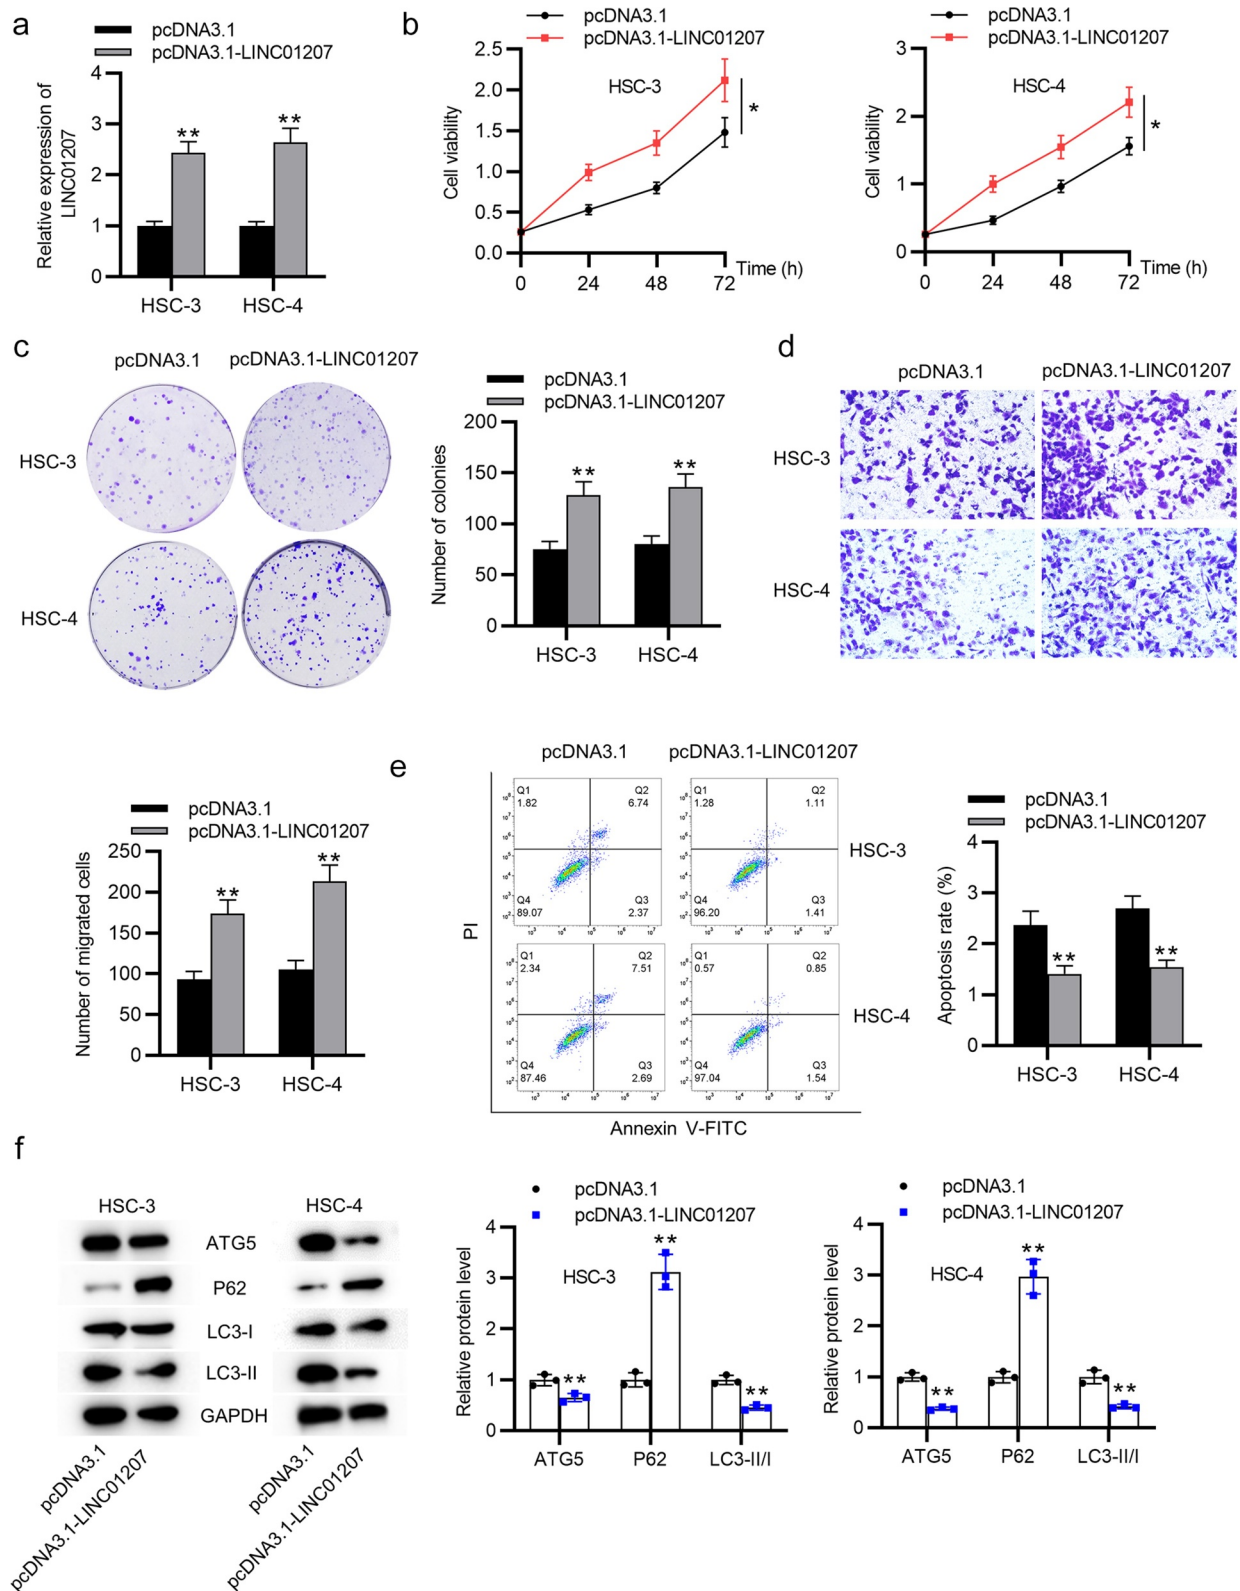 a
pcDNA3.1
pcDNA3.1-LINC01207
Relative expression of
LINC01207
4
3
2
1
0
** **
HSC-3 HSC-4
b
pcDNA3.1
pcDNA3.1-LINC01207
HSC-3
Cell viability
2.5
2.0
1.5
1.0
0.5
0.0
*
0 24 48 72
Time (h)
pcDNA3.1
pcDNA3.1-LINC01207
HSC-4
Cell viability
3
2
1
0
*
0 24 48 72
Time (h)
c
pcDNA3.1 pcDNA3.1-LINC01207
HSC-3
HSC-4
pcDNA3.1
pcDNA3.1-LINC01207
Number of colonies
200
150
100
50
0
** **
HSC-3 HSC-4
d
pcDNA3.1 pcDNA3.1-LINC01207
HSC-3
HSC-4
pcDNA3.1
pcDNA3.1-LINC01207
Number of migrated cells
250
200
150
100
50
0
** **
HSC-3 HSC-4
e
pcDNA3.1 pcDNA3.1-LINC01207
PI
Q1 Q2
1.82 6.74
Q4 Q3
89.07 2.37
Q1 Q2
1.28 1.11
Q4 Q3
96.20 1.41
HSC-3
Q1 Q2
2.34 7.51
Q4 Q3
87.46 2.69
Q1 Q2
0.57 0.85
Q4 Q3
97.04 1.54
HSC-4
Annexin V-FITC
pcDNA3.1
pcDNA3.1-LINC01207
Apoptosis rate (%)
4
3
2
1
0
** **
HSC-3 HSC-4
f
HSC-3 HSC-4
ATG5
P62
LC3-I
LC3-II
GAPDH
pcDNA3.1
pcDNA3.1-LINC01207
pcDNA3.1
pcDNA3.1-LINC01207
pcDNA3.1
pcDNA3.1-LINC01207
HSC-3
Relative protein level
4
3
2
1
0
** ** **
ATG5 P62 LC3-II/I
pcDNA3.1
pcDNA3.1-LINC01207
HSC-4
Relative protein level
4
3
2
1
0
** ** **
ATG5 P62 LC3-II/I